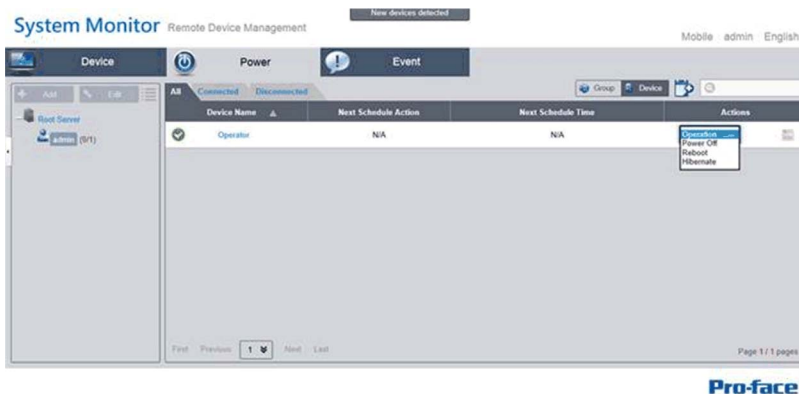 New devices detected
System Monitor Remote Device Management
Mobile admin English
Device Power Event
Add Edit
All Connected Disconnected
Group Device
Device Name Next Schedule Action Next Schedule Time Actions
Root Server
admin (0/1)
Operator N/A N/A Operation ...
Power Off
Reboot
Hibernate
First Previous 1 Next Last
Page 1 / 1 pages
Pro-face